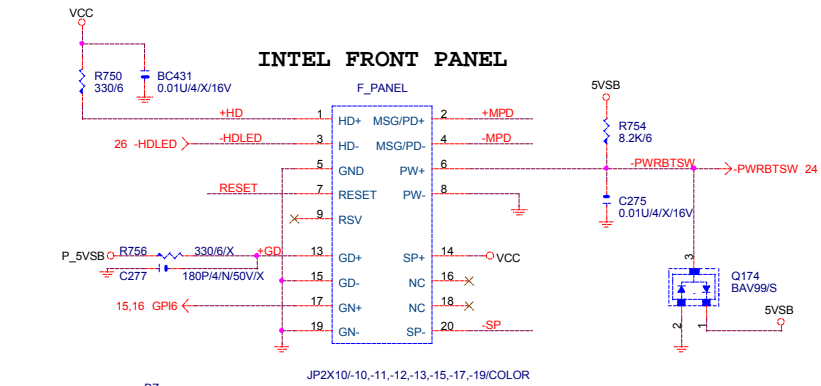 VCC
INTEL FRONT PANEL
R750
330/6
BC431
0.01U/4/X/16V
F_PANEL
5VSB
R754
8.2K/6
+HD 1 HD+ MSG/PD+ 2 +MPD
26 -HDLED -HDLED 3 HD- MSG/PD- 4 -MPD
5 GND PW+ 6 -PWRBTSW -PWRBTSW 24
RESET 7 RESET PW- 8
9 RSV
C275
0.01U/4/X/16V
P_5VSB R756 330/6/X +GD 13 GD+ SP+ 14 VCC
C277 180P/4/N/50V/X 15 GD- NC 16
15,16 GPI6 17 GN+ NC 18
19 GN- SP- 20 -SP
3
Q174
BAV99/S
2
1
5VSB
JP2X10/-10,-11,-12,-13,-15,-17,-19/COLOR